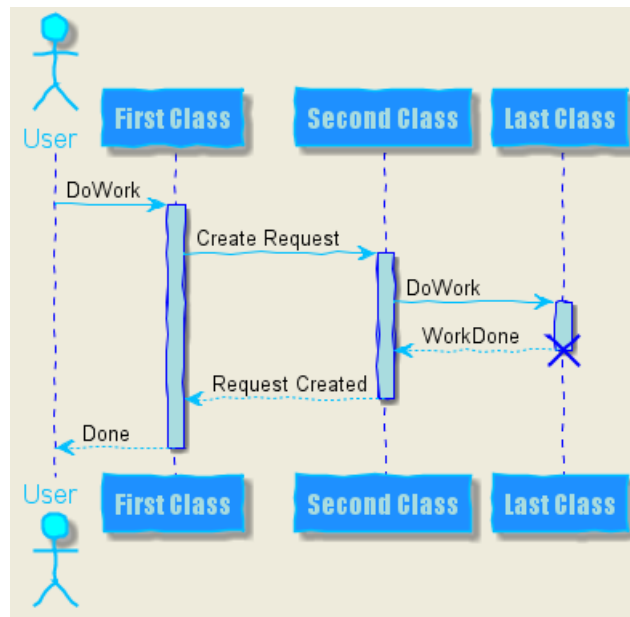 User
First Class
Second Class
Last Class
DoWork
Create Request
DoWork
WorkDone
Request Created
Done
User
First Class
Second Class
Last Class